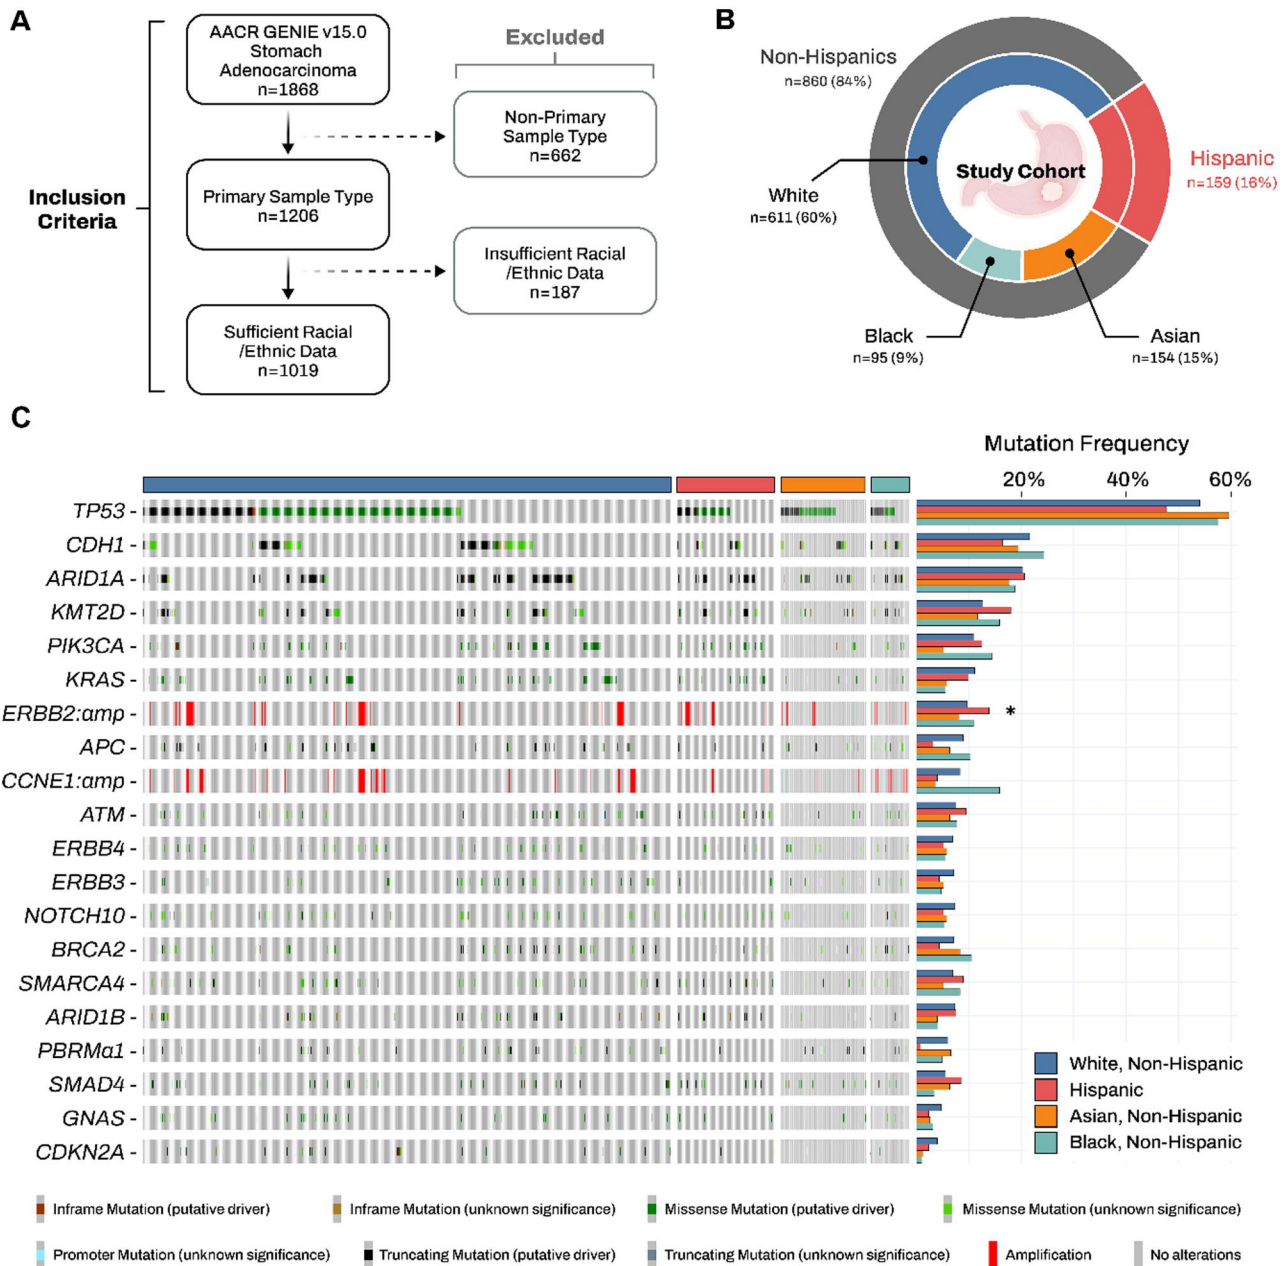 A
Inclusion
Criteria
AACR GENIE v15.0
Stomach
Adenocarcinoma
n=1868
Primary Sample Type
n=1206
Sufficient Racial
/Ethnic Data
n=1019
Excluded
Non-Primary
Sample Type
n=662
Insufficient Racial
/Ethnic Data
n=187
B
Non-Hispanics
n=860 (84%)
Hispanic
n=159 (16%)
Study Cohort
White
n=611 (60%)
Black
n=95 (9%)
Asian
n=154 (15%)
C
Mutation Frequency
20% 40% 60%
TP53 -
CDH1 -
ARID1A -
KMT2D -
PIK3CA -
KRAS -
ERBB2:amp - *
APC -
CCNE1:amp -
ATM -
ERBB4 -
ERBB3 -
NOTCH10 -
BRCA2 -
SMARCA4 -
ARID1B -
PBRMα1 -
SMAD4 -
GNAS -
CDKN2A -
White, Non-Hispanic
Hispanic
Asian, Non-Hispanic
Black, Non-Hispanic
Inframe Mutation (putative driver) Inframe Mutation (unknown significance) Missense Mutation (putative driver) Missense Mutation (unknown significance)
Promoter Mutation (unknown significance) Truncating Mutation (putative driver) Truncating Mutation (unknown significance) Amplification No alterations